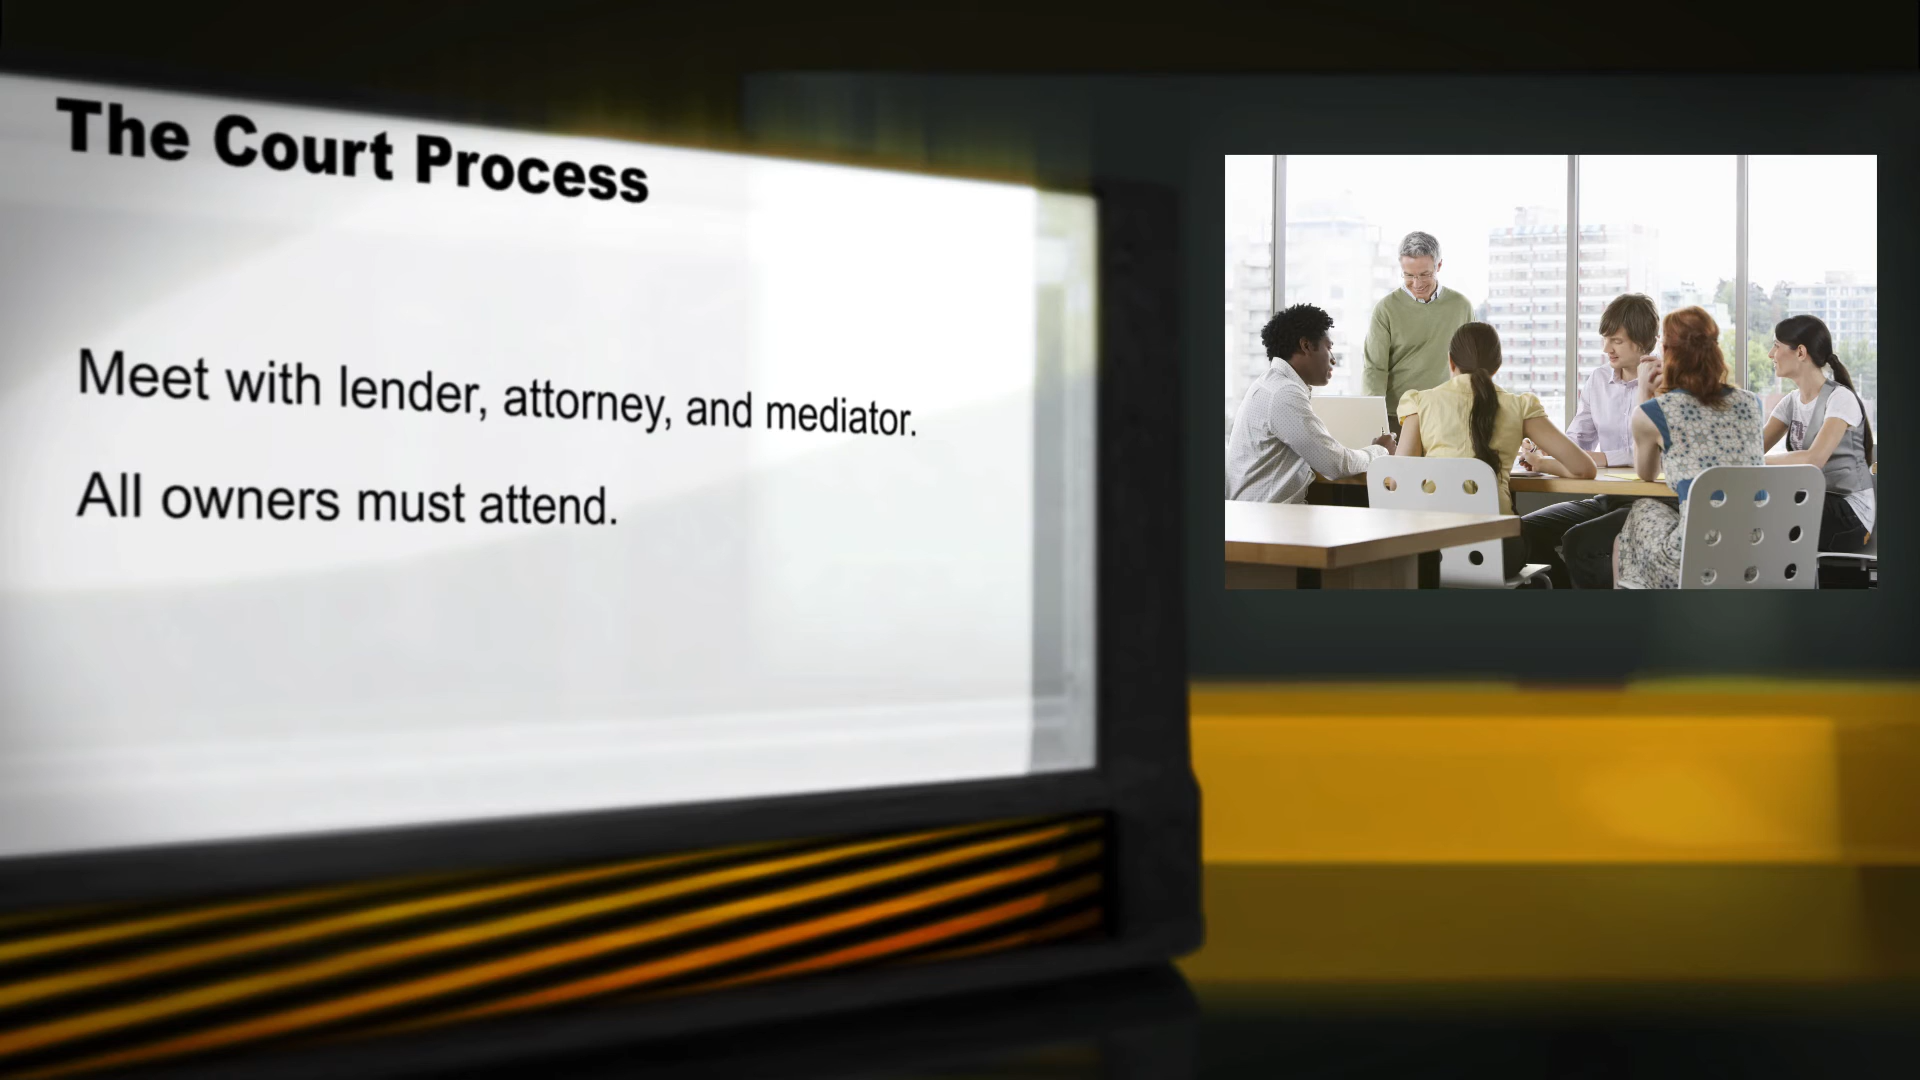 The Court Process
Meet with lender, attorney, and mediator.
All owners must attend.